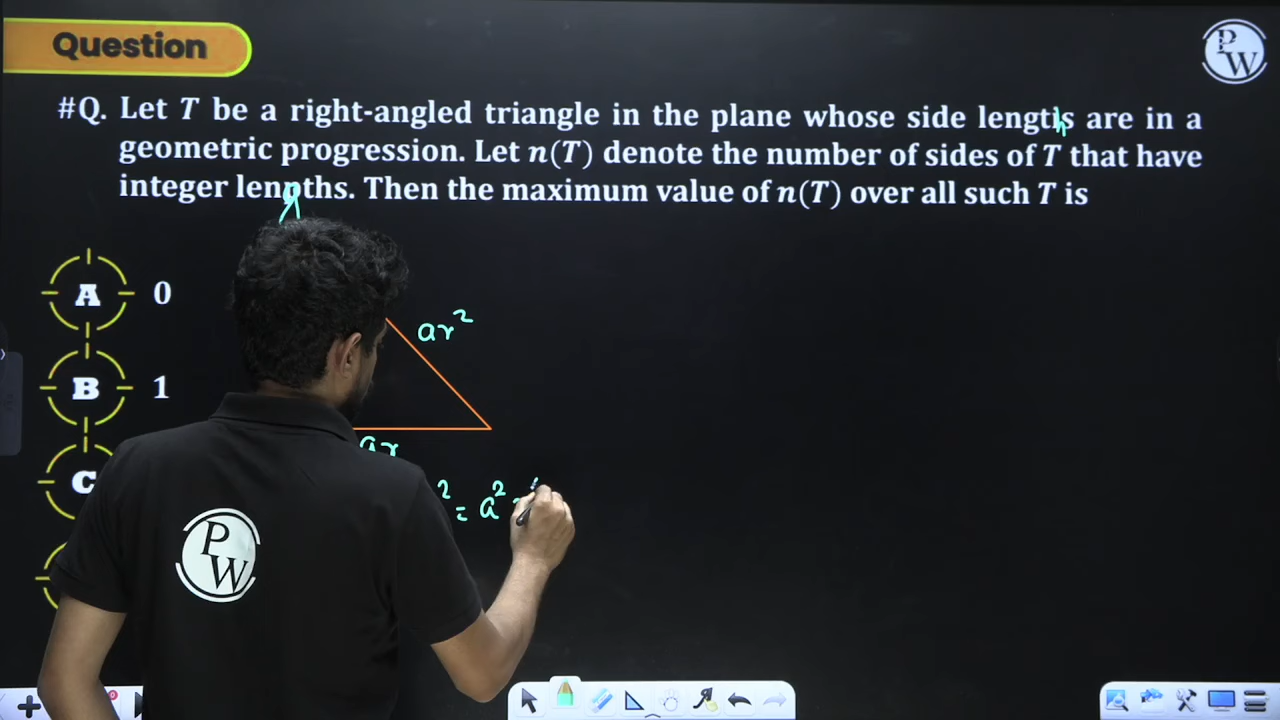 Question
#Q. Let T be a right-angled triangle in the plane whose side lengths are in a
geometric progression. Let n(T) denote the number of sides of T that have
integer lengths. Then the maximum value of n(T) over all such T is
A 0
B 1
C
ar²
ar
² = a²
P
W
P
W